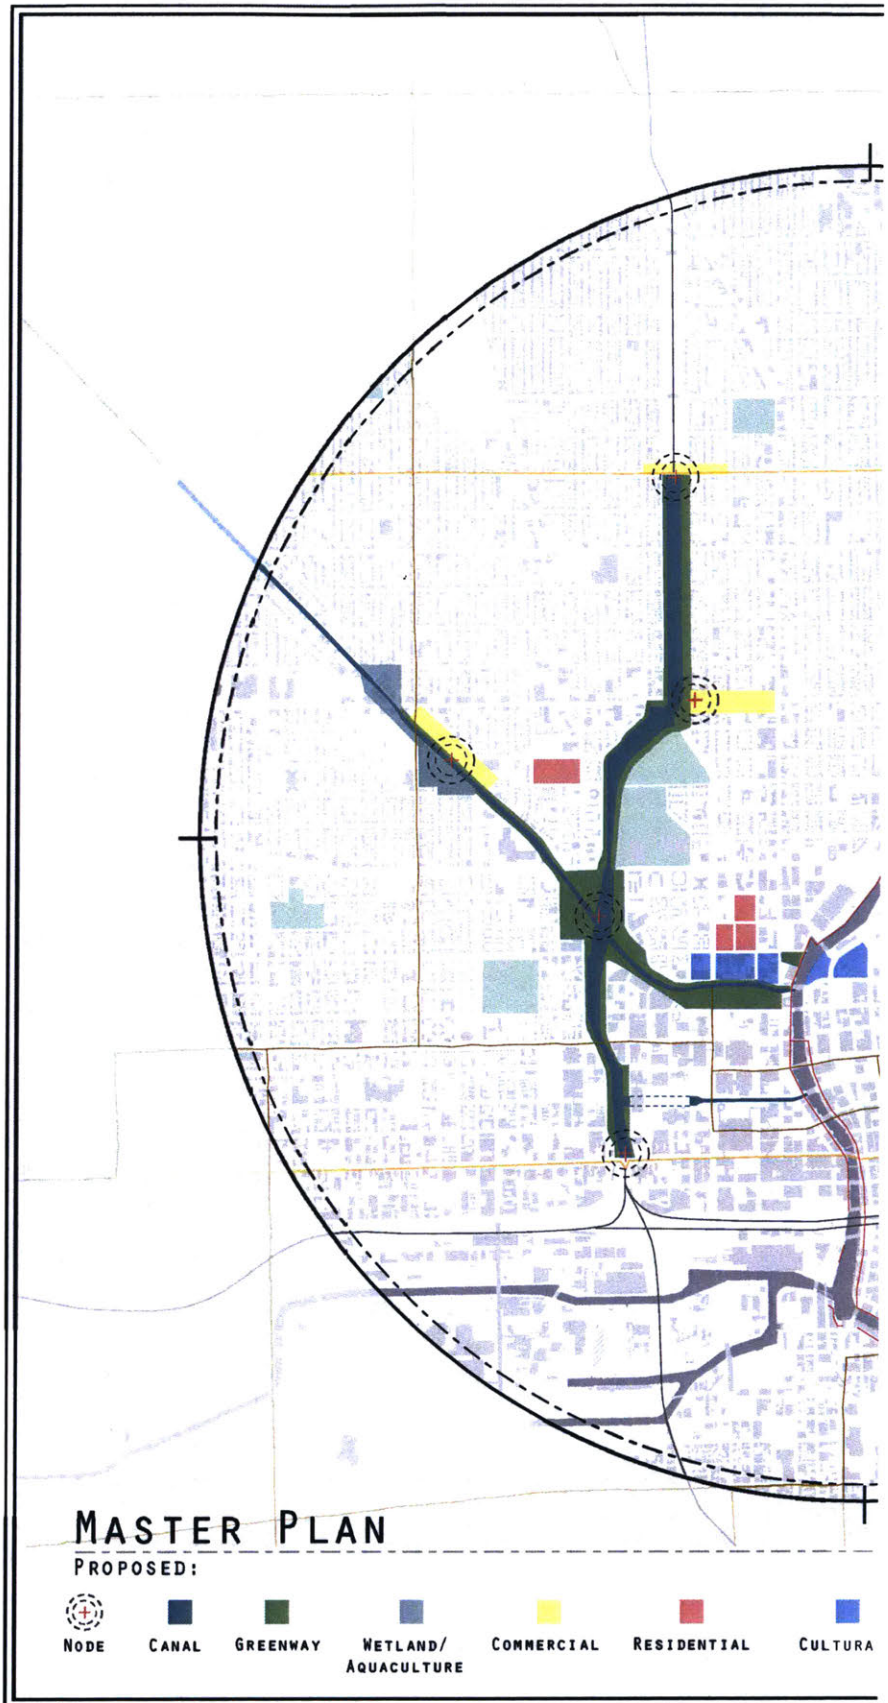 MASTER PLAN
PROPOSED:
NODE
CANAL
GREENWAY
WETLAND/
AQUACULTURE
COMMERCIAL
RESIDENTIAL
CULTURA